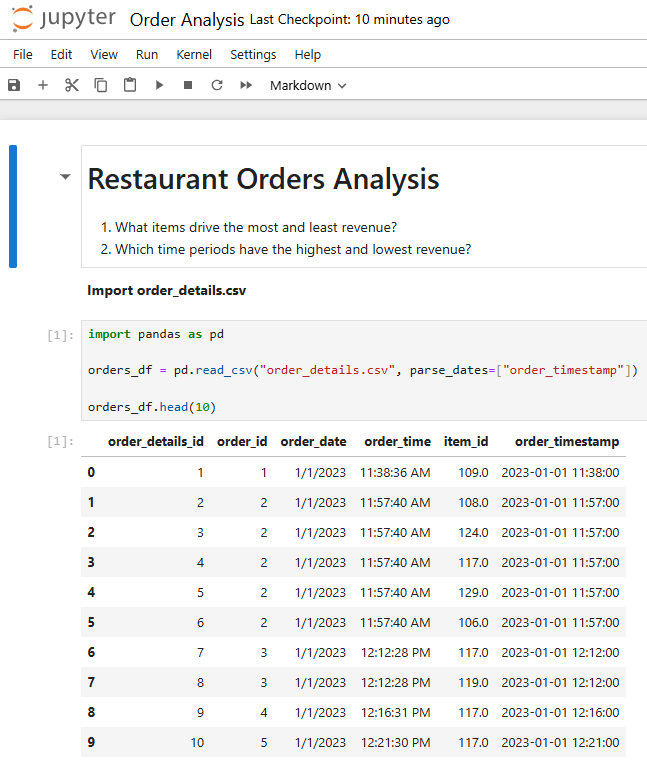 jupyter Order Analysis Last Checkpoint: 10 minutes ago
File Edit View Run Kernel Settings Help
Markdown
Restaurant Orders Analysis
1. What items drive the most and least revenue?
2. Which time periods have the highest and lowest revenue?
Import order_details.csv
[1]: import pandas as pd
orders_df = pd.read_csv("order_details.csv", parse_dates=["order_timestamp"])
orders_df.head(10)
[1]: order_details_id order_id order_date order_time item_id order_timestamp
0 1 1 1/1/2023 11:38:36 AM 109.0 2023-01-01 11:38:00
1 2 2 1/1/2023 11:57:40 AM 108.0 2023-01-01 11:57:00
2 3 2 1/1/2023 11:57:40 AM 124.0 2023-01-01 11:57:00
3 4 2 1/1/2023 11:57:40 AM 117.0 2023-01-01 11:57:00
4 5 2 1/1/2023 11:57:40 AM 129.0 2023-01-01 11:57:00
5 6 2 1/1/2023 11:57:40 AM 106.0 2023-01-01 11:57:00
6 7 3 1/1/2023 12:12:28 PM 117.0 2023-01-01 12:12:00
7 8 3 1/1/2023 12:12:28 PM 119.0 2023-01-01 12:12:00
8 9 4 1/1/2023 12:16:31 PM 117.0 2023-01-01 12:16:00
9 10 5 1/1/2023 12:21:30 PM 117.0 2023-01-01 12:21:00